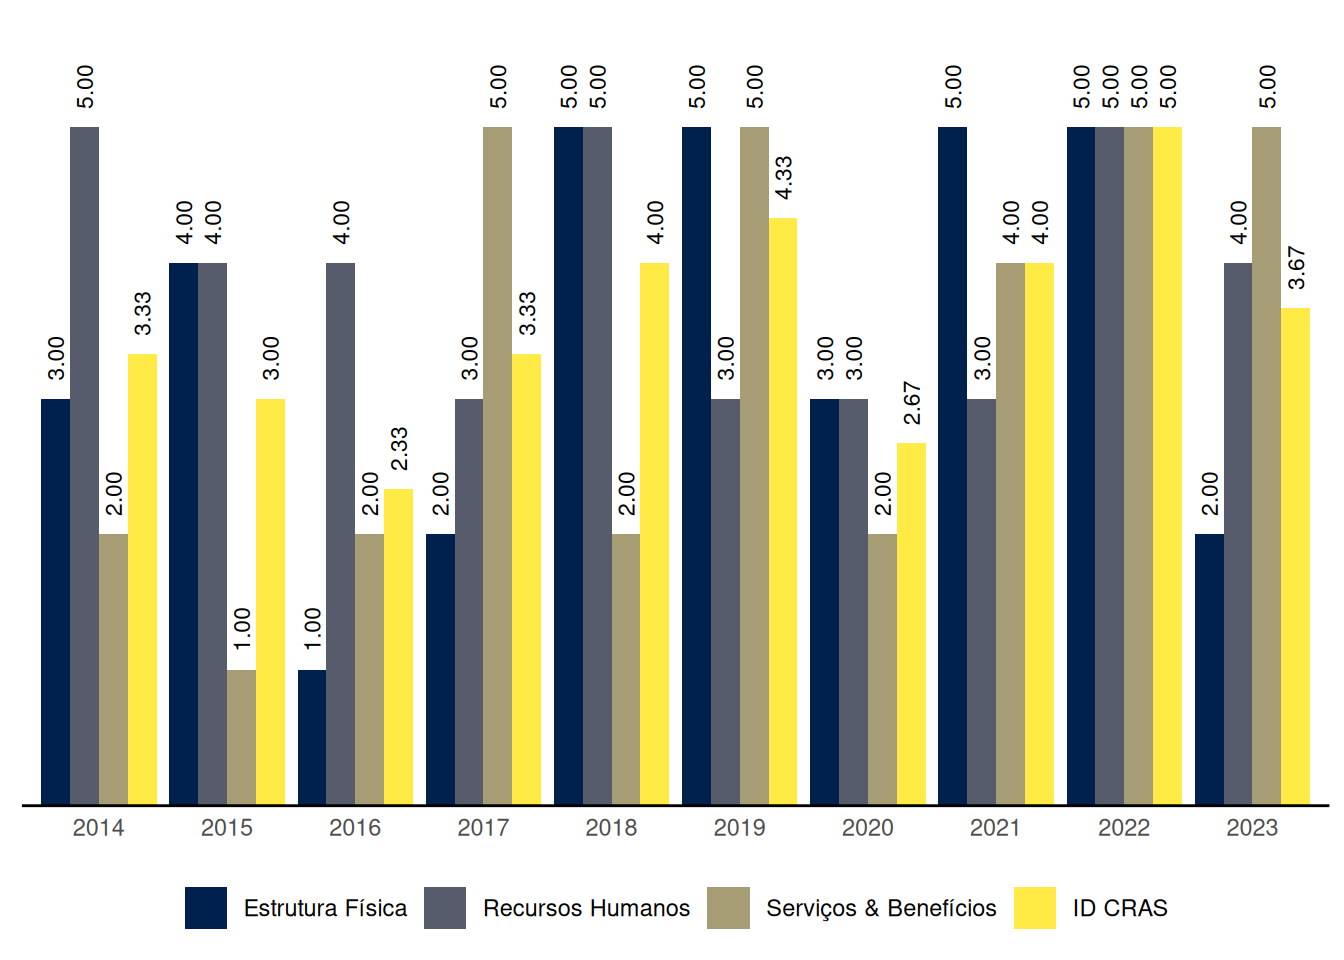 3.00 5.00 2.00 3.33
4.00 4.00 1.00 3.00
1.00 4.00 2.00 2.33
2.00 3.00 5.00 3.33
5.00 5.00 2.00 4.00
5.00 3.00 5.00 4.33
3.00 3.00 2.00 2.67
5.00 3.00 4.00 4.00
5.00 5.00 5.00 5.00
2.00 4.00 5.00 3.67
2014 2015 2016 2017 2018 2019 2020 2021 2022 2023
Estrutura Física Recursos Humanos Serviços & Benefícios ID CRAS